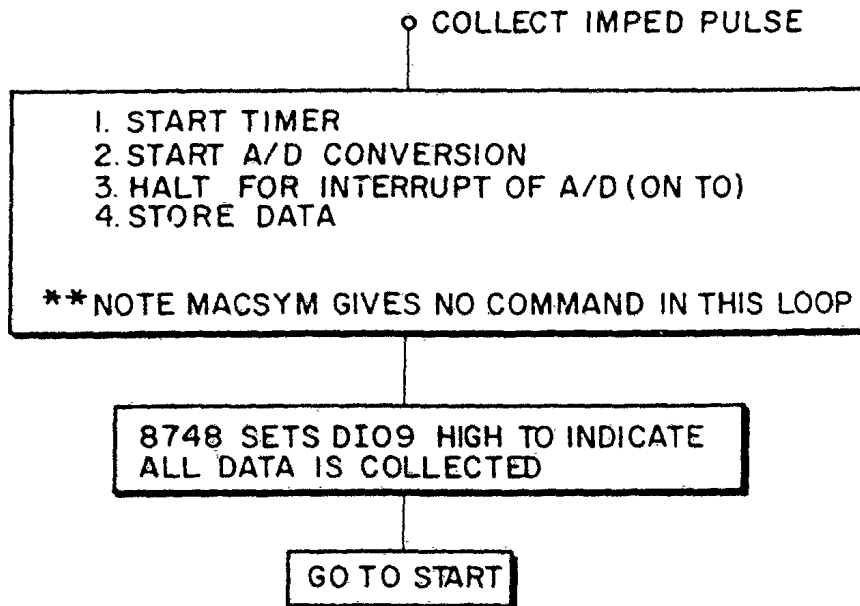 COLLECT IMPED PULSE
1. START TIMER
2. START A/D CONVERSION
3. HALT FOR INTERRUPT OF A/D (ON TO)
4. STORE DATA
**NOTE MACSYM GIVES NO COMMAND IN THIS LOOP
8748 SETS DIO9 HIGH TO INDICATE
ALL DATA IS COLLECTED
GO TO START